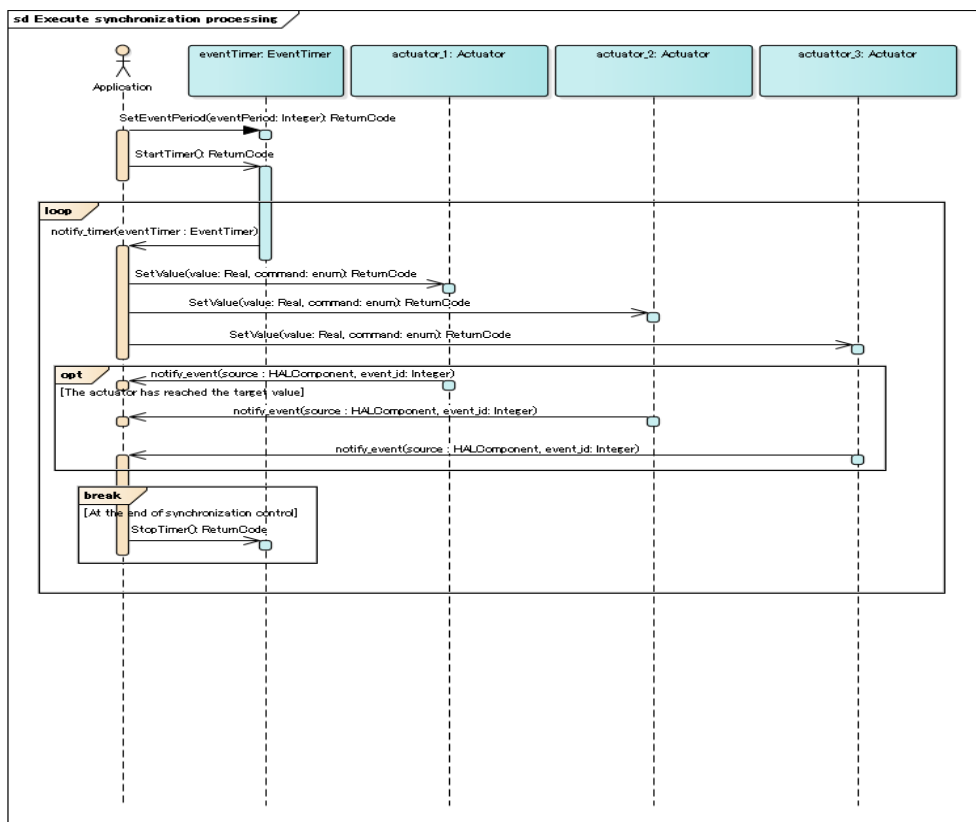 sd Execute synchronization processing
Application
eventTimer: EventTimer
actuator_1: Actuator
actuator_2: Actuator
actuattor_3: Actuator
SetEventPeriod(eventPeriod: Integer): ReturnCode
StartTimer(): ReturnCode
loop
notify_timer(eventTimer : EventTimer)
SetValue(value: Real, command: enum): ReturnCode
SetValue(value: Real, command: enum): ReturnCode
SetValue(value: Real, command: enum): ReturnCode
opt
notify_event(source : HALComponent, event_id: Integer)
[The actuator has reached the target value]
notify_event(source : HALComponent, event_id: Integer)
notify_event(source : HALComponent, event_id: Integer)
break
[At the end of synchronization control]
StopTimer(): ReturnCode